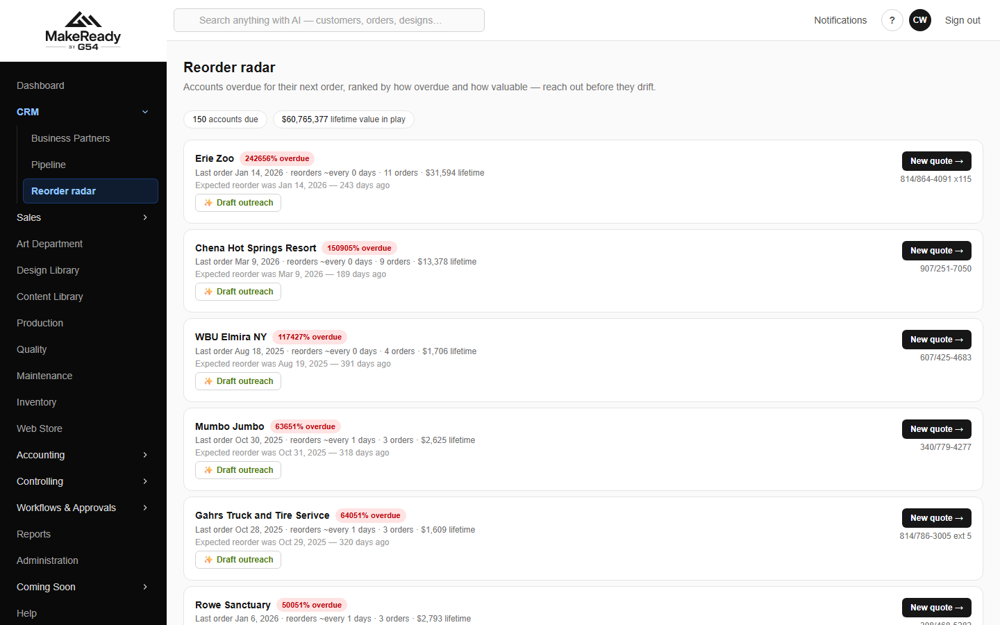 MakeReady
BY G54
Search anything with AI — customers, orders, designs…
Notifications
?
CW
Sign out
Dashboard
CRM
Business Partners
Pipeline
Reorder radar
Sales
Art Department
Design Library
Content Library
Production
Quality
Maintenance
Inventory
Web Store
Accounting
Controlling
Workflows & Approvals
Reports
Administration
Coming Soon
Help
Reorder radar
Accounts overdue for their next order, ranked by how overdue and how valuable — reach out before they drift.
150 accounts due
$60,765,377 lifetime value in play
Erie Zoo 242656% overdue
Last order Jan 14, 2026 · reorders ~every 0 days · 11 orders · $31,594 lifetime
Expected reorder was Jan 14, 2026 — 243 days ago
✨ Draft outreach
New quote →
814/864-4091 x115
Chena Hot Springs Resort 150905% overdue
Last order Mar 9, 2026 · reorders ~every 0 days · 9 orders · $13,378 lifetime
Expected reorder was Mar 9, 2026 — 189 days ago
✨ Draft outreach
New quote →
907/251-7050
WBU Elmira NY 117427% overdue
Last order Aug 18, 2025 · reorders ~every 0 days · 4 orders · $1,706 lifetime
Expected reorder was Aug 19, 2025 — 391 days ago
✨ Draft outreach
New quote →
607/425-4683
Mumbo Jumbo 63651% overdue
Last order Oct 30, 2025 · reorders ~every 1 days · 3 orders · $2,625 lifetime
Expected reorder was Oct 31, 2025 — 318 days ago
✨ Draft outreach
New quote →
340/779-4277
Gahrs Truck and Tire Serivce 64051% overdue
Last order Oct 28, 2025 · reorders ~every 1 days · 3 orders · $1,609 lifetime
Expected reorder was Oct 29, 2025 — 320 days ago
✨ Draft outreach
New quote →
814/786-3005 ext 5
Rowe Sanctuary 50051% overdue
Last order Jan 6, 2026 · reorders ~every 1 days · 3 orders · $2,793 lifetime
New quote →